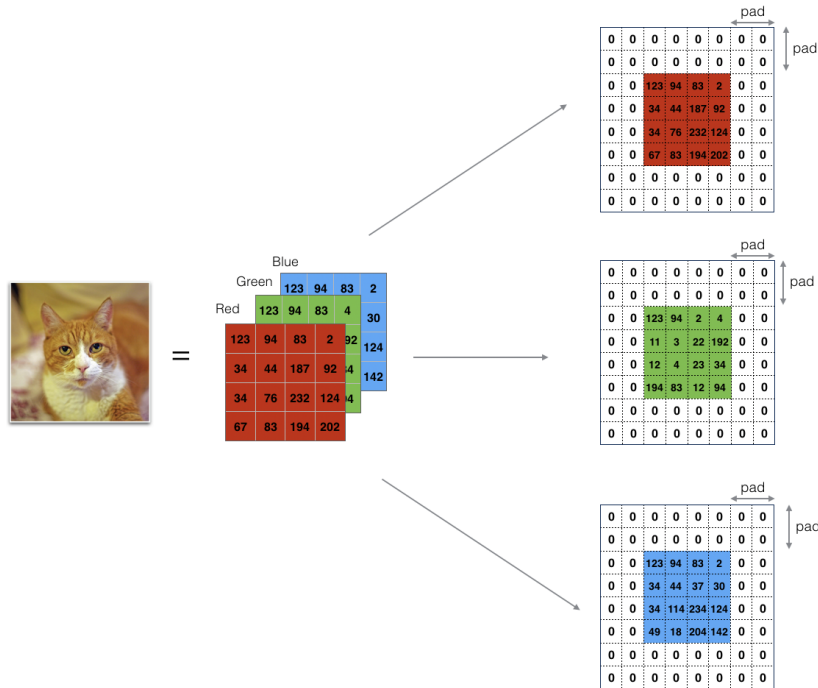 pad
pad
0 0 0 0 0 0 0 0
0 0 0 0 0 0 0 0
0 0 123 94 83 2 0 0
0 0 34 44 187 92 0 0
0 0 34 76 232 124 0 0
0 0 67 83 194 202 0 0
0 0 0 0 0 0 0 0
0 0 0 0 0 0 0 0
Blue
Green
Red
123 94 83 2
30
124
142
123 94 83 4
92
34
94
123 94 83 2
34 44 187 92
34 76 232 124
67 83 194 202
=
pad
pad
0 0 0 0 0 0 0 0
0 0 0 0 0 0 0 0
0 0 123 94 2 4 0 0
0 0 11 3 22 192 0 0
0 0 12 4 23 34 0 0
0 0 194 83 12 94 0 0
0 0 0 0 0 0 0 0
0 0 0 0 0 0 0 0
pad
pad
0 0 0 0 0 0 0 0
0 0 0 0 0 0 0 0
0 0 123 94 83 2 0 0
0 0 34 44 37 30 0 0
0 0 34 114 234 124 0 0
0 0 49 18 204 142 0 0
0 0 0 0 0 0 0 0
0 0 0 0 0 0 0 0